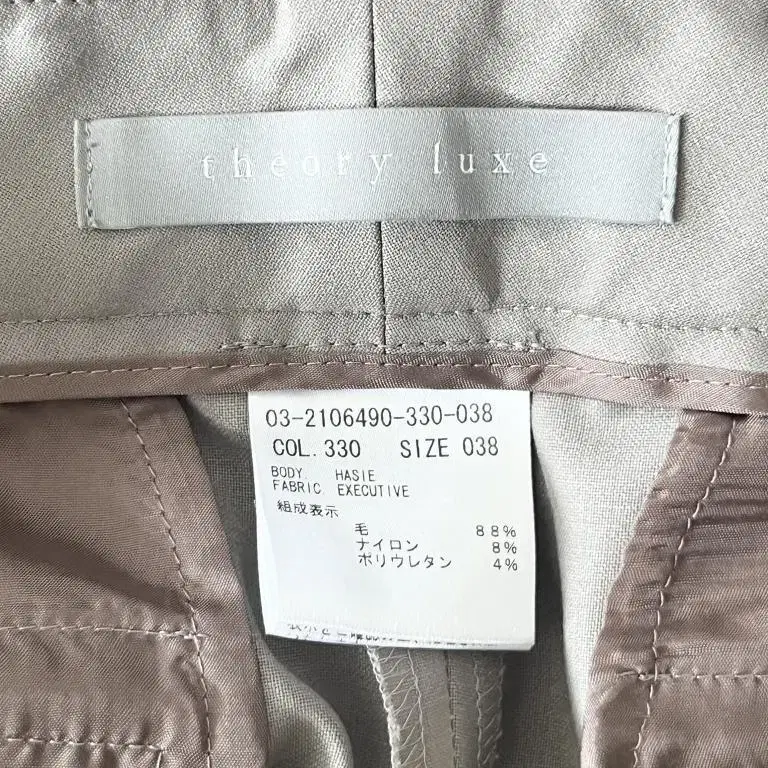 theory luxe
03-2106490-330-038
COL. 330 SIZE 038
BODY. HASIE
FABRIC. EXECUTIVE
組成表示
毛 88%
ナイロン 8%
ポリウレタン 4%